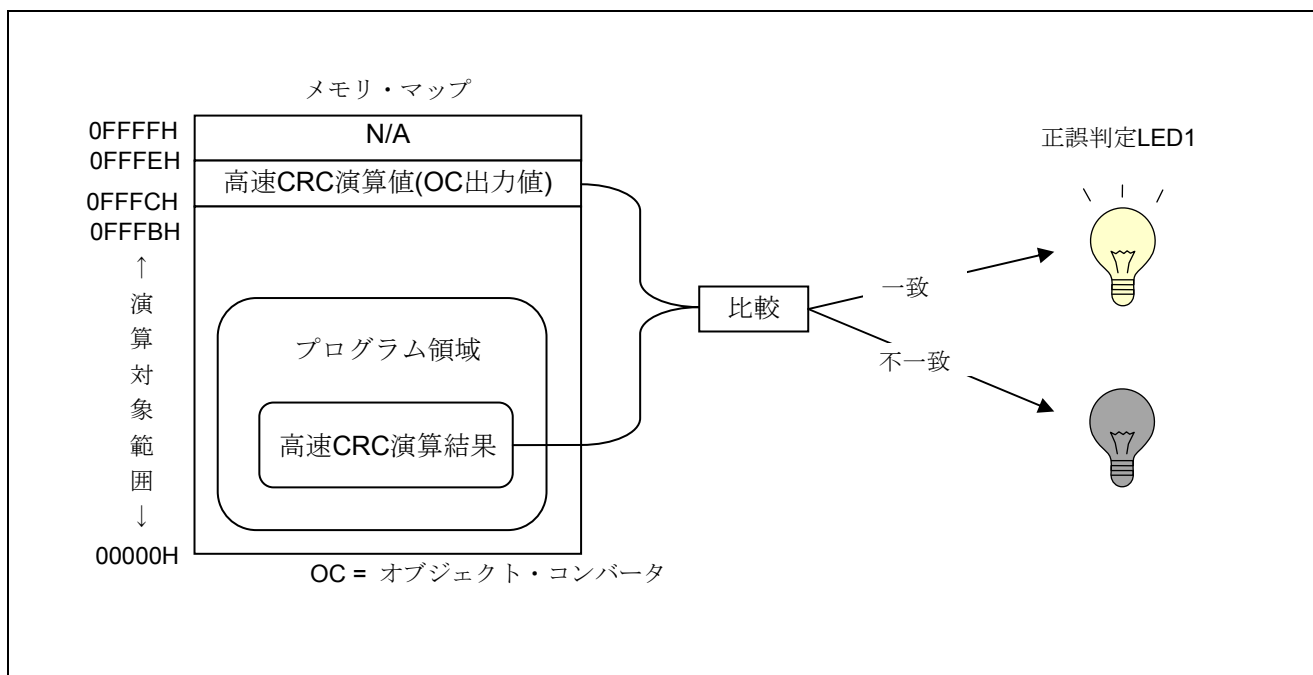 メモリ・マップ
0FFFFH
N/A
正誤判定LED1
0FFFEH
高速CRC演算値(OC出力値)
0FFFCH
0FFFBH
↑
演
算
対
象
範
囲
↓
プログラム領域
高速CRC演算結果
比較
一致
不一致
00000H
OC = オブジェクト・コンバータ